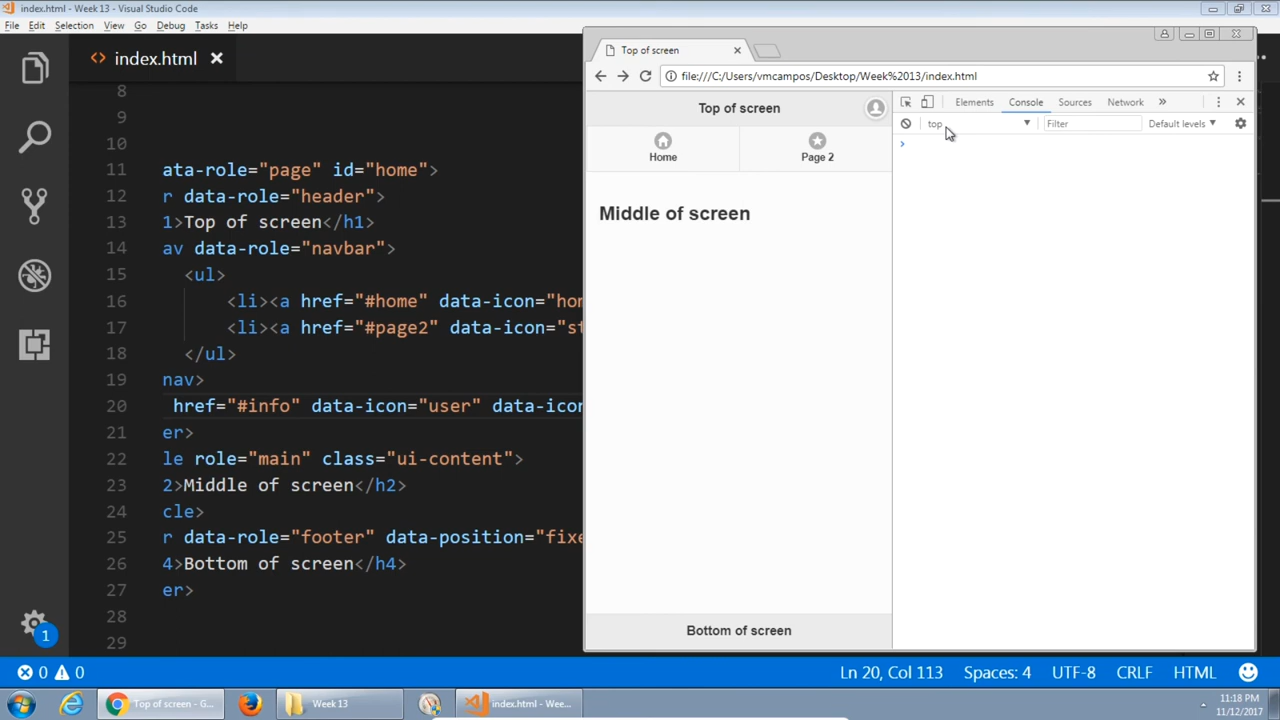 index.html - Week 13 - Visual Studio Code
File Edit Selection View Go Debug Tasks Help
index.html
8
9
10
11 ata-role="page" id="home">
12 r data-role="header">
13 1>Top of screen</h1>
14 av data-role="navbar">
15 <ul>
16 <li><a href="#home" data-icon="hom
17 <li><a href="#page2" data-icon="st
18 </ul>
19 nav>
20 href="#info" data-icon="user" data-icon
21 er>
22 le role="main" class="ui-content">
23 2>Middle of screen</h2>
24 cle>
25 r data-role="footer" data-position="fixe
26 4>Bottom of screen</h4>
27 er>
28
29
Top of screen
file:///C:/Users/vmcampos/Desktop/Week%2013/index.html
Top of screen
Home Page 2
Middle of screen
Bottom of screen
Elements Console Sources Network »
top Filter Default levels
>
1
0 0 Ln 20, Col 113 Spaces: 4 UTF-8 CRLF HTML
Top of screen - G... Week 13 index.html - Wee...
11:18 PM
11/12/2017